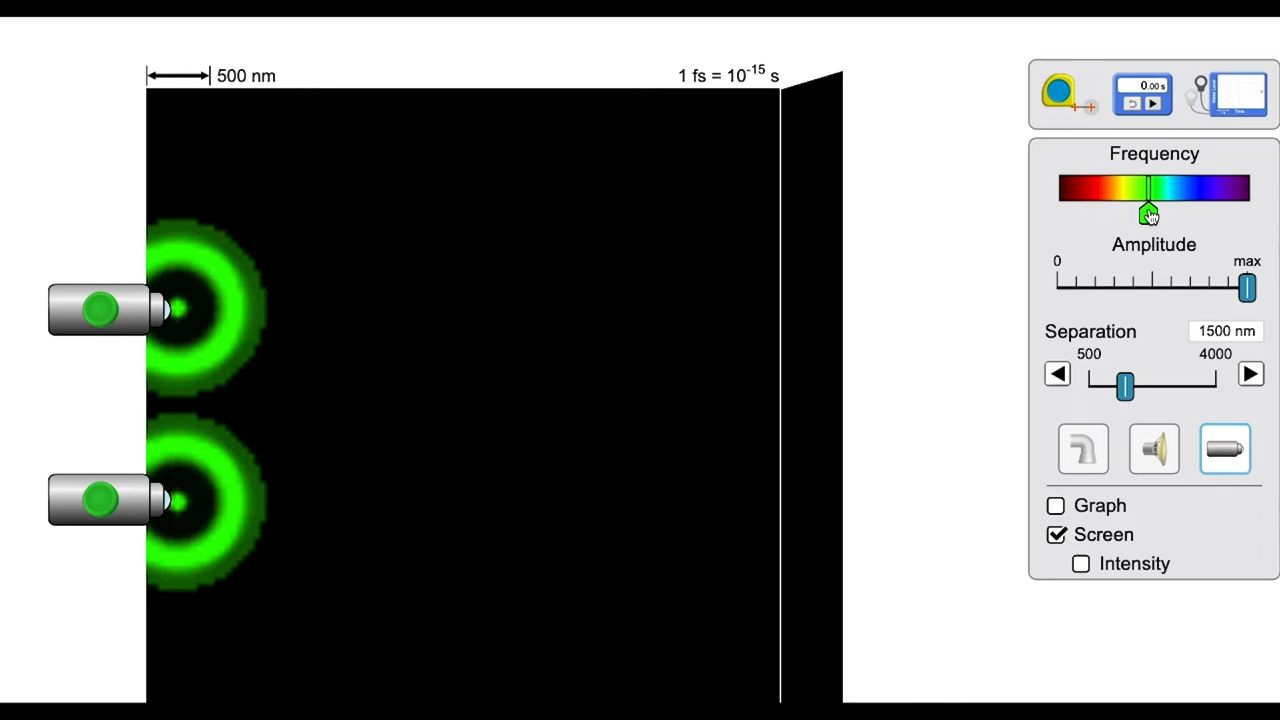 500 nm
1 fs = 10⁻¹⁵ s
0.00 s
Frequency
Amplitude
0 max
Separation 1500 nm
500 4000
Graph
Screen
Intensity